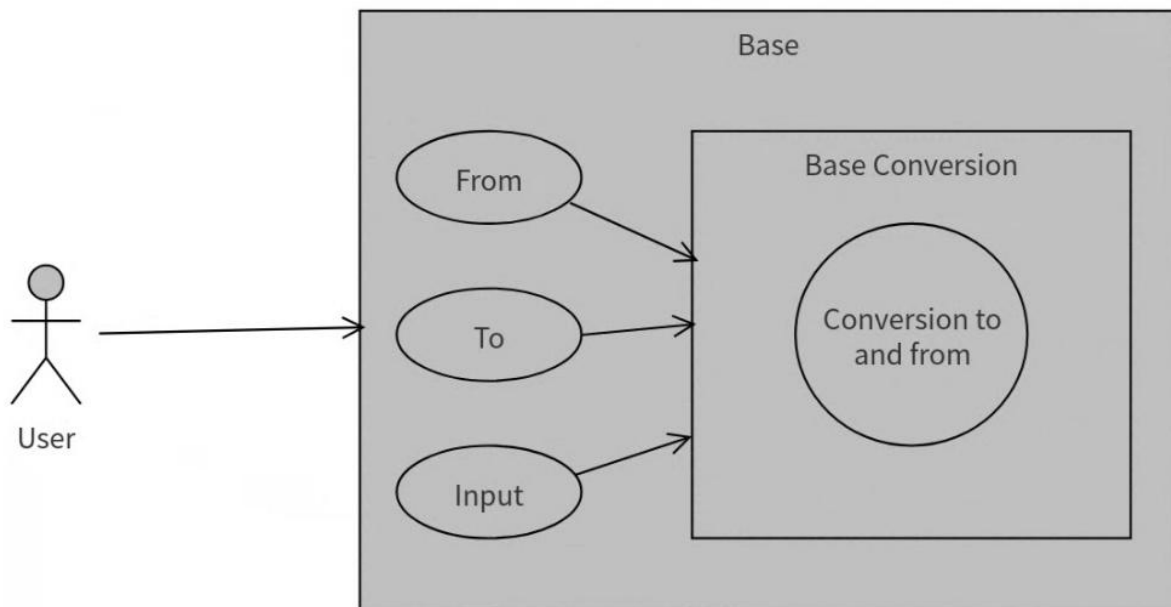 Base
From
Base Conversion
To
Conversion to
and from
User
Input